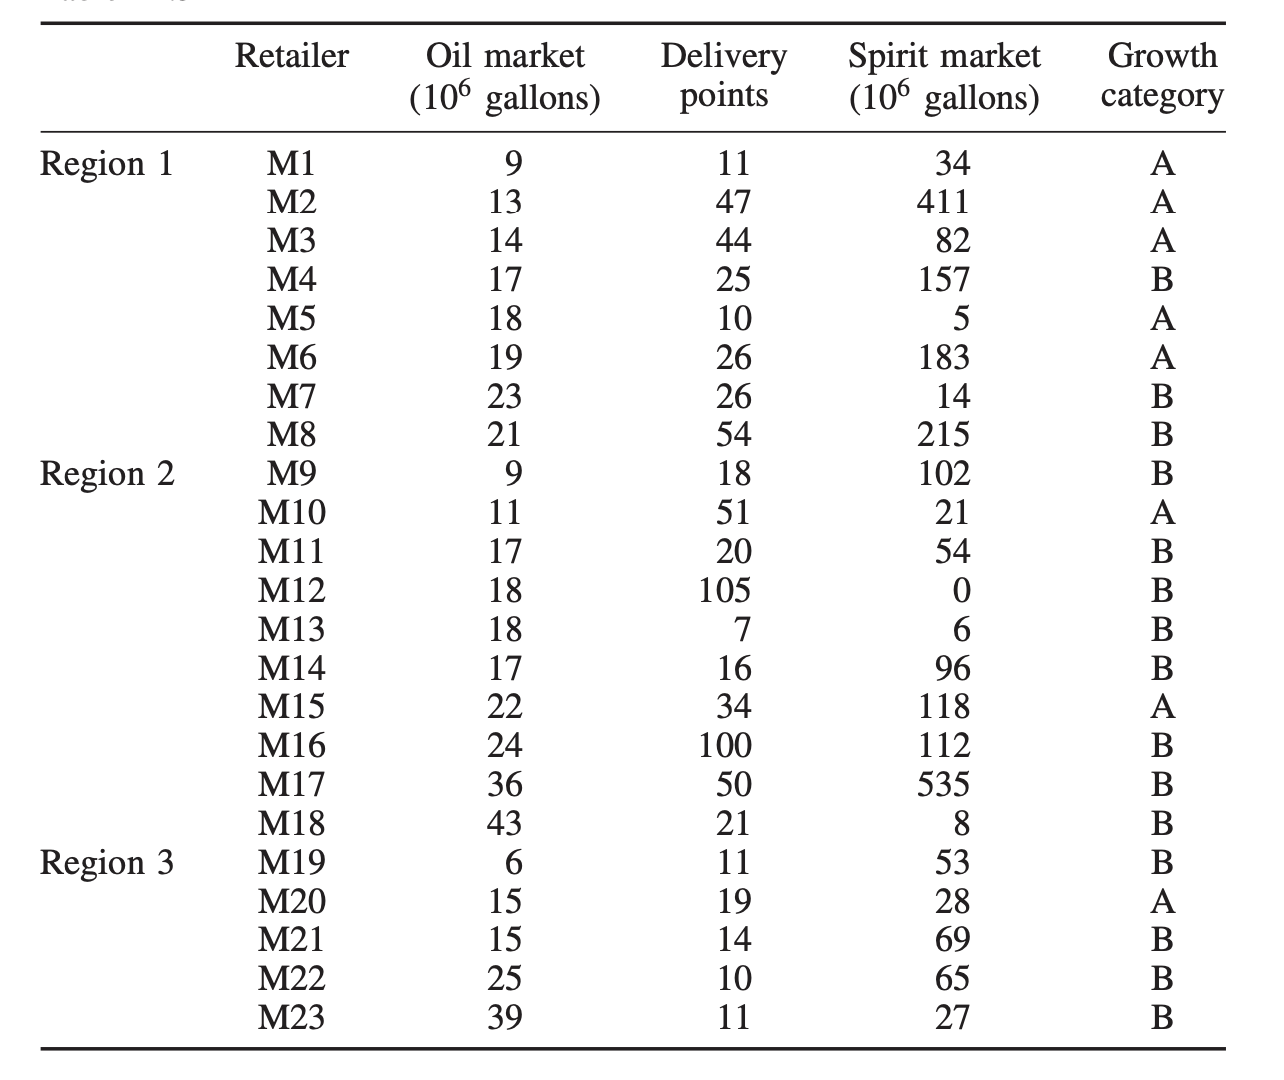 Retailer Oil market Delivery Spirit market Growth
(10⁶ gallons) points (10⁶ gallons) category
Region 1 M1 9 11 34 A
M2 13 47 411 A
M3 14 44 82 A
M4 17 25 157 B
M5 18 10 5 A
M6 19 26 183 A
M7 23 26 14 B
M8 21 54 215 B
Region 2 M9 9 18 102 B
M10 11 51 21 A
M11 17 20 54 B
M12 18 105 0 B
M13 18 7 6 B
M14 17 16 96 B
M15 22 34 118 A
M16 24 100 112 B
M17 36 50 535 B
M18 43 21 8 B
Region 3 M19 6 11 53 B
M20 15 19 28 A
M21 15 14 69 B
M22 25 10 65 B
M23 39 11 27 B